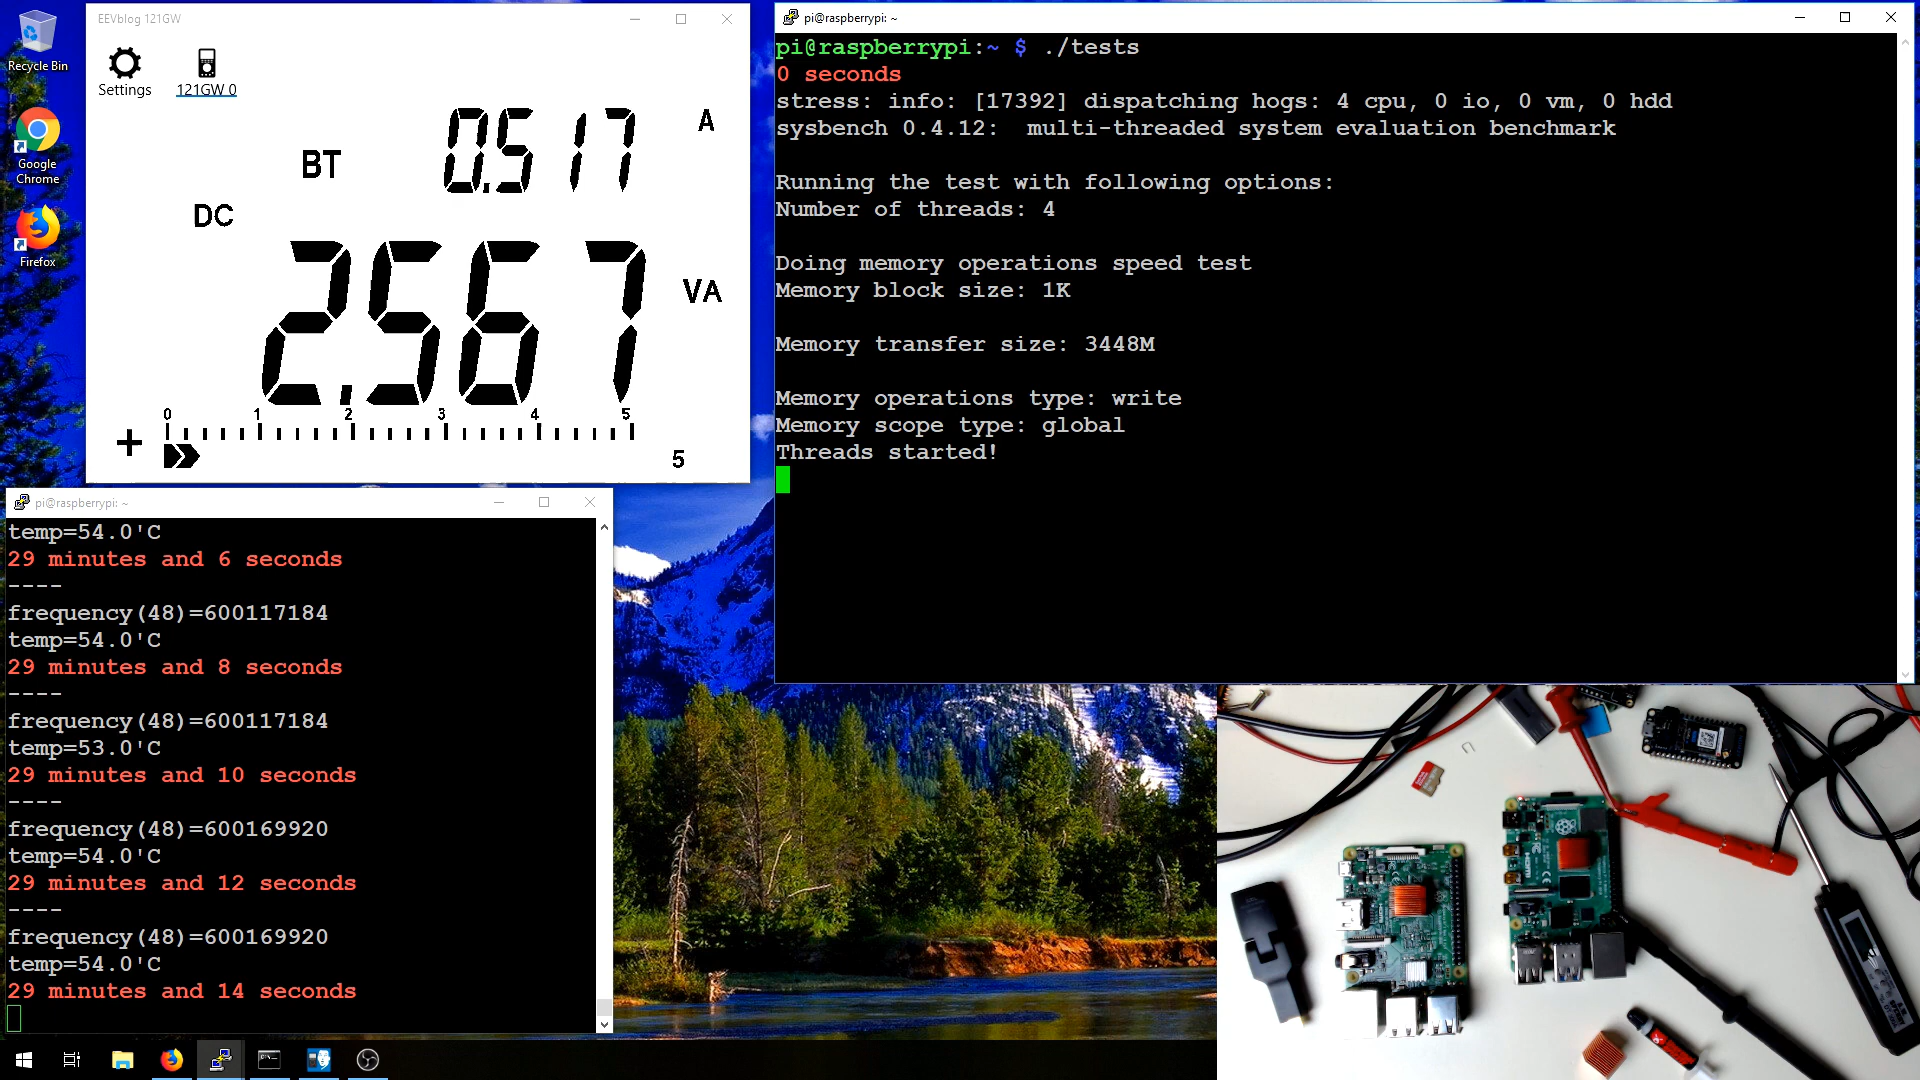 Recycle Bin
Google
Chrome
Firefox
EEVblog 121GW
Settings
121GW 0
BT
0.517
A
DC
2.567
VA
0 1 2 3 4 5
+
5
pi@raspberrypi: ~
temp=54.0'C
29 minutes and 6 seconds
----
frequency(48)=600117184
temp=54.0'C
29 minutes and 8 seconds
----
frequency(48)=600117184
temp=53.0'C
29 minutes and 10 seconds
----
frequency(48)=600169920
temp=54.0'C
29 minutes and 12 seconds
----
frequency(48)=600169920
temp=54.0'C
29 minutes and 14 seconds
pi@raspberrypi: ~
pi@raspberrypi:~ $ ./tests
0 seconds
stress: info: [17392] dispatching hogs: 4 cpu, 0 io, 0 vm, 0 hdd
sysbench 0.4.12:  multi-threaded system evaluation benchmark
Running the test with following options:
Number of threads: 4
Doing memory operations speed test
Memory block size: 1K
Memory transfer size: 3448M
Memory operations type: write
Memory scope type: global
Threads started!
HDMI